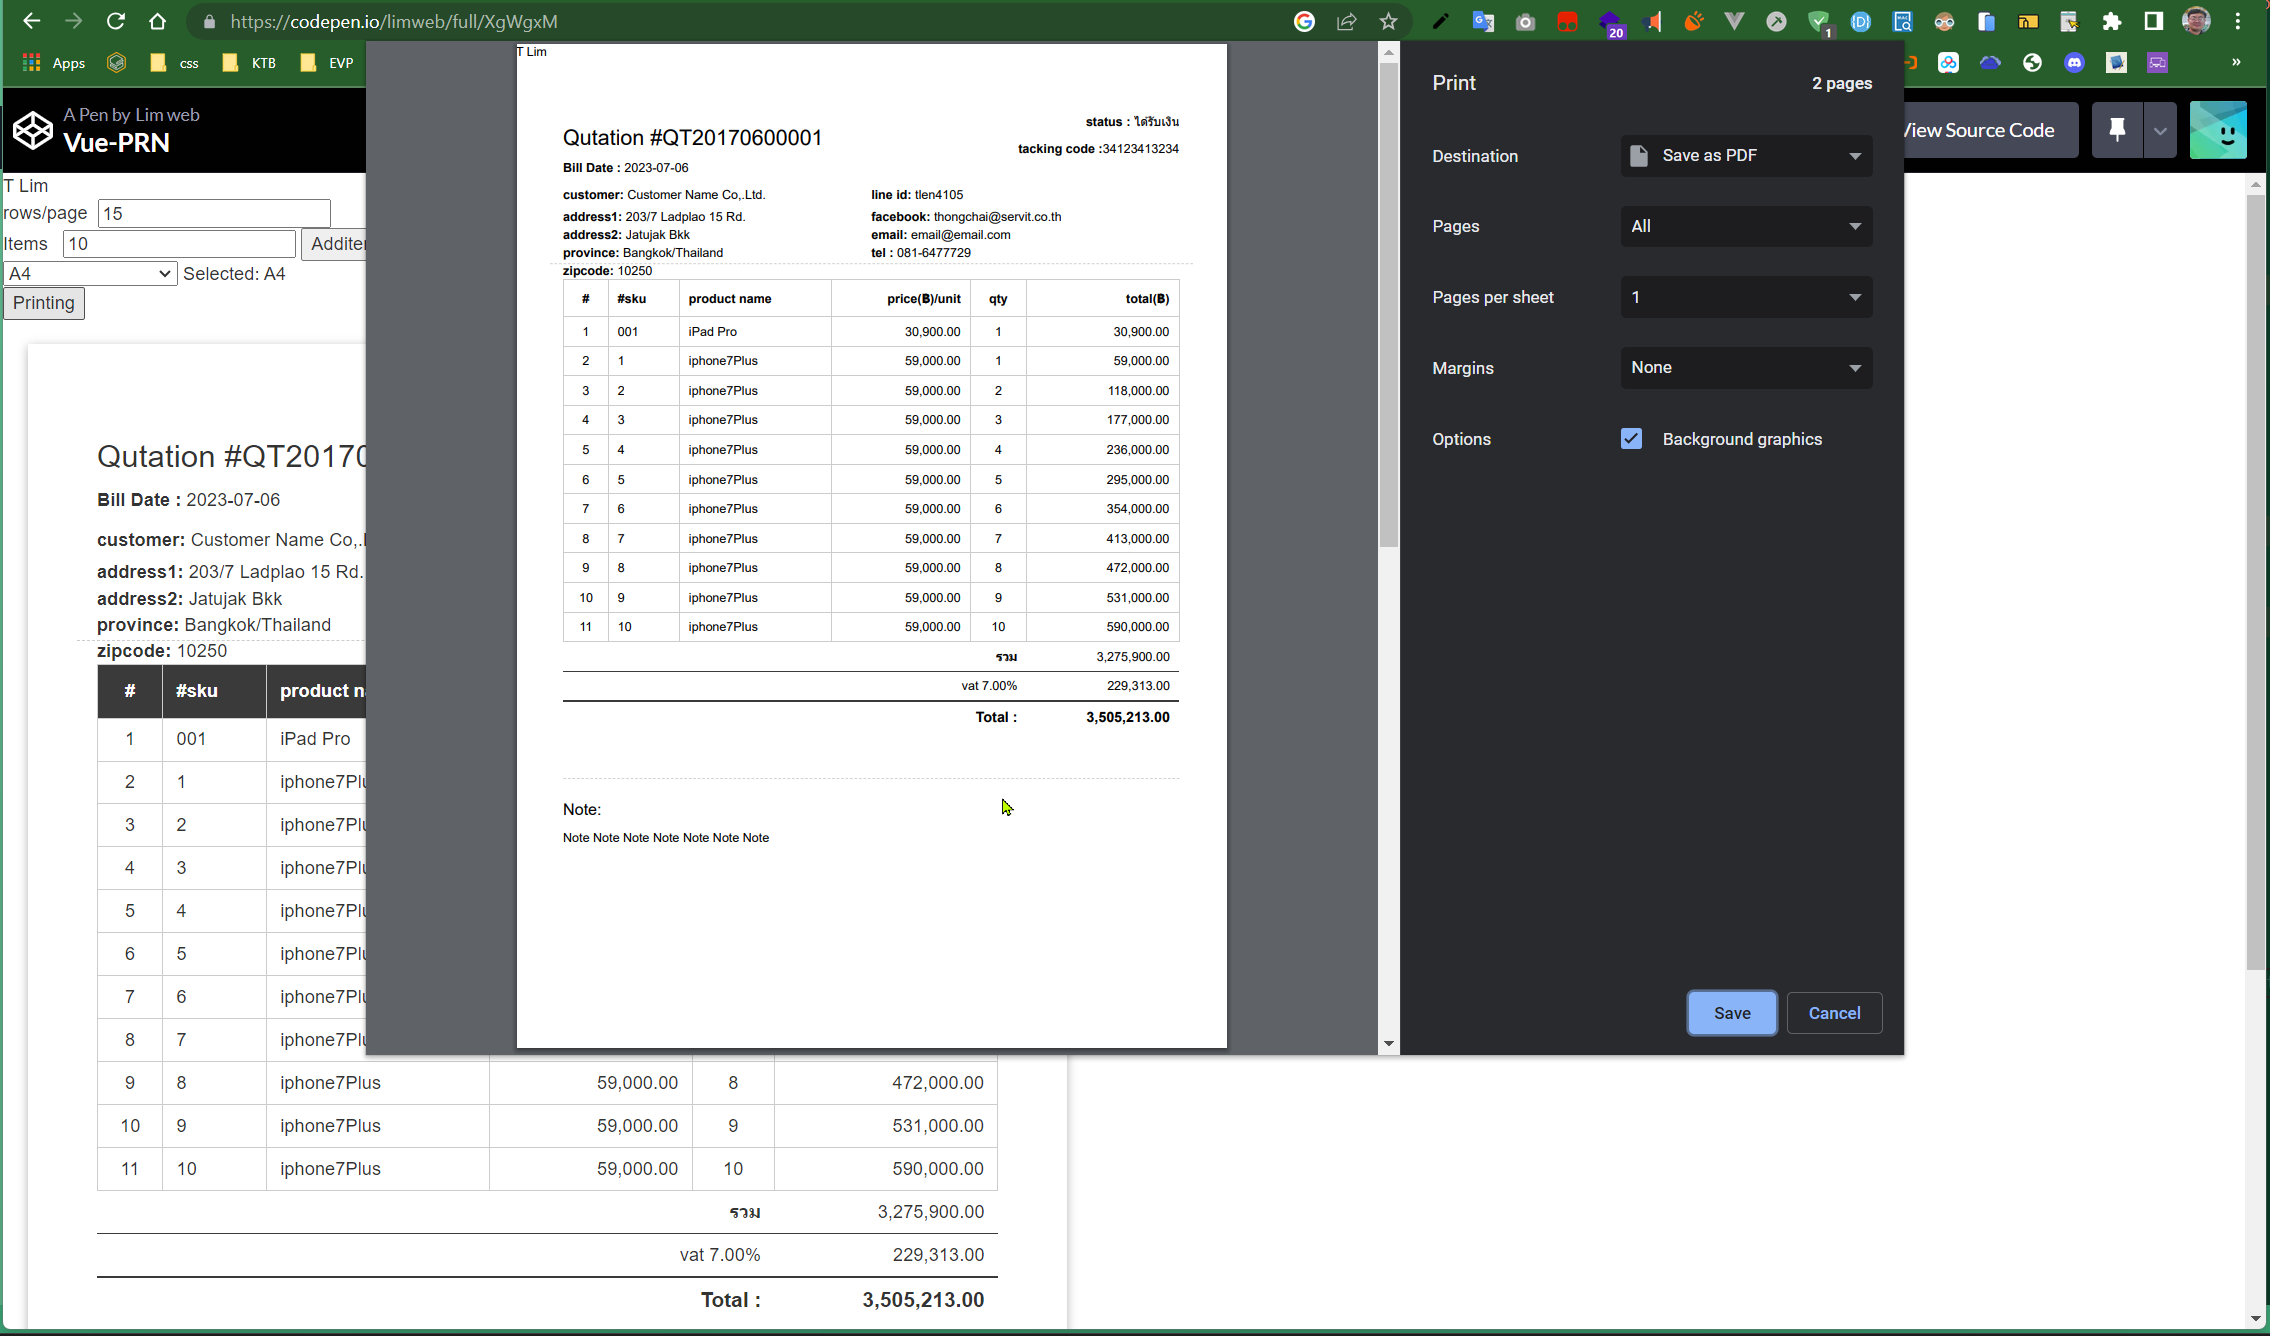 https://codepen.io/limweb/full/XgWgxM
20
1
Apps
css
KTB
EVP
»
A Pen by Lim web
Vue-PRN
View Source Code
T Lim
rows/page 15
Items 10 Additem
A4 Selected: A4
Printing
Qutation #QT20170
Bill Date : 2023-07-06
customer: Customer Name Co,.
address1: 203/7 Ladplao 15 Rd.
address2: Jatujak Bkk
province: Bangkok/Thailand
zipcode: 10250
# #sku product n
1 001 iPad Pro
2 1 iphone7Plu
3 2 iphone7Plu
4 3 iphone7Plu
5 4 iphone7Plu
6 5 iphone7Plu
7 6 iphone7Plu
8 7 iphone7Plu
9 8 iphone7Plus 59,000.00 8 472,000.00
10 9 iphone7Plus 59,000.00 9 531,000.00
11 10 iphone7Plus 59,000.00 10 590,000.00
รวม 3,275,900.00
vat 7.00% 229,313.00
Total : 3,505,213.00
T Lim
status : ได้รับเงิน
Qutation #QT20170600001
tacking code :34123413234
Bill Date : 2023-07-06
customer: Customer Name Co,.Ltd. line id: tlen4105
address1: 203/7 Ladplao 15 Rd. facebook: thongchai@servit.co.th
address2: Jatujak Bkk email: email@email.com
province: Bangkok/Thailand tel : 081-6477729
zipcode: 10250
# #sku product name price(฿)/unit qty total(฿)
1 001 iPad Pro 30,900.00 1 30,900.00
2 1 iphone7Plus 59,000.00 1 59,000.00
3 2 iphone7Plus 59,000.00 2 118,000.00
4 3 iphone7Plus 59,000.00 3 177,000.00
5 4 iphone7Plus 59,000.00 4 236,000.00
6 5 iphone7Plus 59,000.00 5 295,000.00
7 6 iphone7Plus 59,000.00 6 354,000.00
8 7 iphone7Plus 59,000.00 7 413,000.00
9 8 iphone7Plus 59,000.00 8 472,000.00
10 9 iphone7Plus 59,000.00 9 531,000.00
11 10 iphone7Plus 59,000.00 10 590,000.00
รวม 3,275,900.00
vat 7.00% 229,313.00
Total : 3,505,213.00
Note:
Note Note Note Note Note Note Note
Print 2 pages
Destination Save as PDF
Pages All
Pages per sheet 1
Margins None
Options Background graphics
Save Cancel